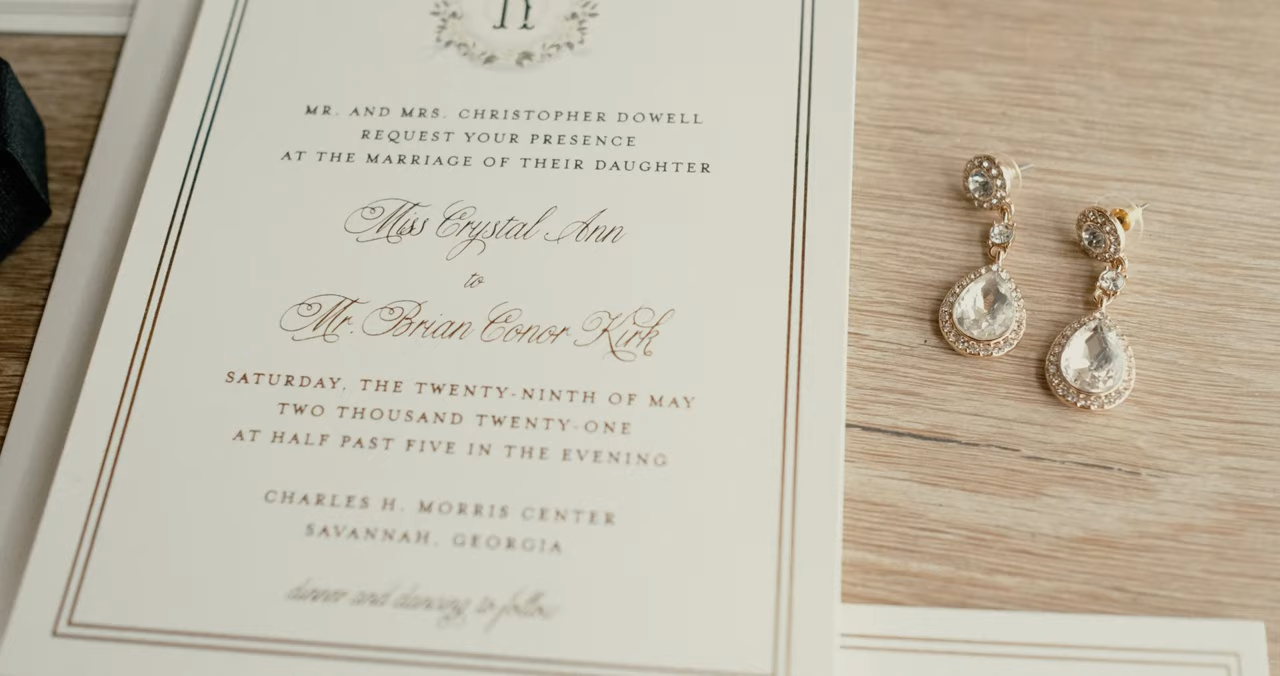 K
MR. AND MRS. CHRISTOPHER DOWELL
REQUEST YOUR PRESENCE
AT THE MARRIAGE OF THEIR DAUGHTER
Miss Crystal Ann
to
Mr. Brian Conor Kirk
SATURDAY, THE TWENTY-NINTH OF MAY
TWO THOUSAND TWENTY-ONE
AT HALF PAST FIVE IN THE EVENING
CHARLES H. MORRIS CENTER
SAVANNAH, GEORGIA
dinner and dancing to follow